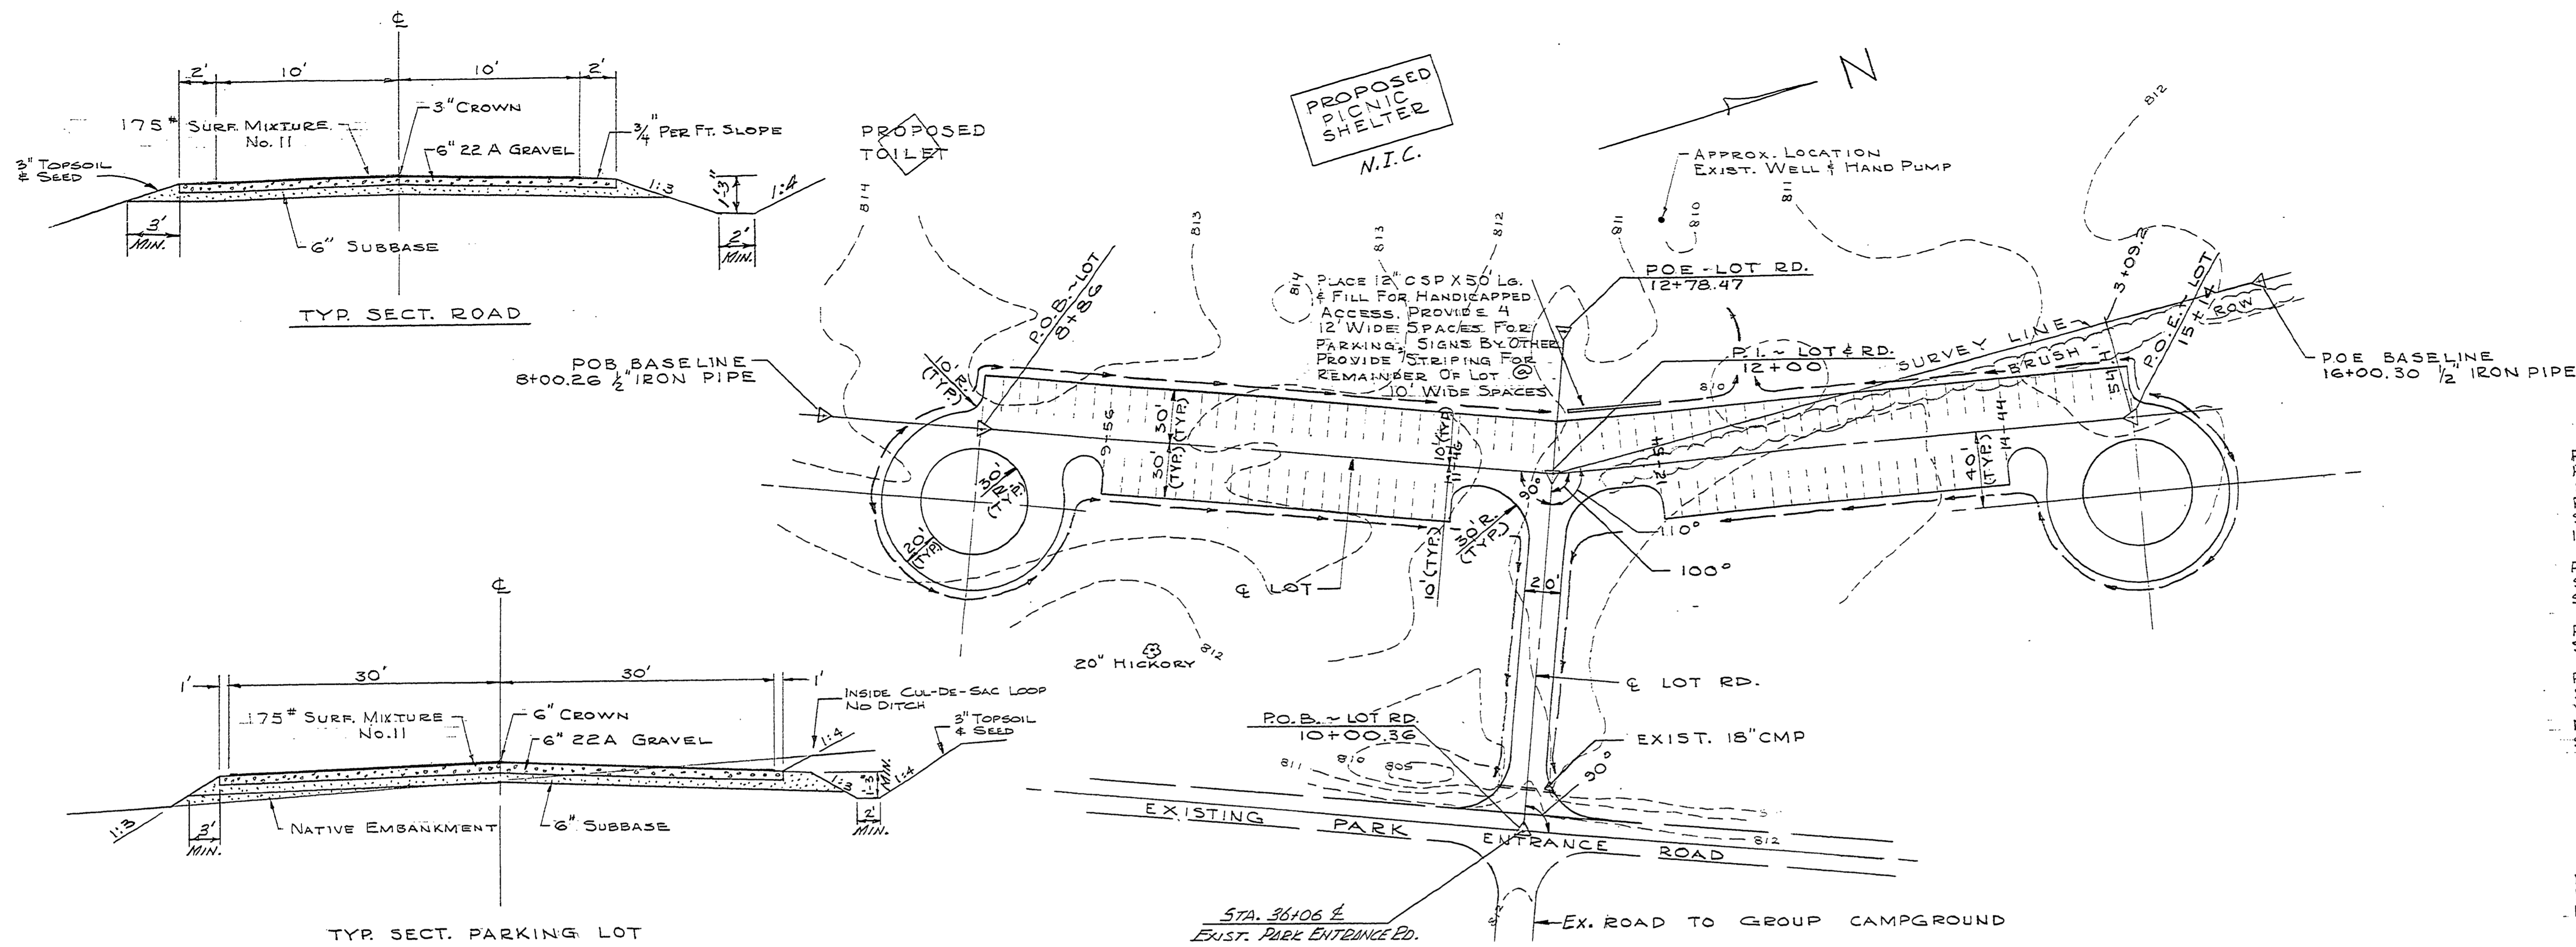 ℄
2' 10' 10' 2'
3" CROWN
175# SURF. MIXTURE
No. 11
3/4" PER FT. SLOPE
6" 22 A GRAVEL
3" TOPSOIL
& SEED
1:3
1'-3"
1:4
3'
MIN.
6" SUBBASE
2'
MIN.
TYP. SECT. ROAD
PROPOSED
TOILET
PROPOSED
PICNIC
SHELTER
N.I.C.
N
APPROX. LOCATION
EXIST. WELL & HAND PUMP
812
814
813
813
812
811
810
811
814
PLACE 12" CSP X 50' LG.
& FILL FOR HANDICAPPED
ACCESS. PROVIDE 4
12' WIDE SPACES FOR
PARKING, SIGNS BY OTHER
PROVIDE STRIPING FOR
REMAINDER OF LOT @
10' WIDE SPACES
P.O.E - LOT RD.
12+78.47
P.O.B. ~ LOT
8+86
3+09.2
P.O.E. ~ LOT
15+14
ROW
SURVEY LINE
BRUSH
P.I. ~ LOT & RD.
12+00
810
POB BASELINE
8+00.26 1/2" IRON PIPE
P.O.E BASELINE
16+00.30 1/2" IRON PIPE
10' R.
(TYP.)
9-56
30'
(TYP.)
30'
(TYP.)
10' (TYP.)
11-46
12-54
14-44
54
40'
(TYP.)
30' R.
(TYP.)
20'
(TYP.)
90°
30' R.
(TYP.)
10' (TYP.)
110°
100°
℄ LOT
20'
20" HICKORY
812
℄ LOT RD.
P.O.B. ~ LOT RD.
10+00.36
EXIST. 18" CMP
90°
811
810
805
812
EXISTING PARK ENTRANCE ROAD
812
STA. 36+06 ℄
EXIST. PARK ENTRANCE RD.
EX. ROAD TO GROUP CAMPGROUND
℄
1' 30' 30' 1'
INSIDE CUL-DE-SAC LOOP
NO DITCH
175# SURF. MIXTURE
No. 11
6" CROWN
6" 22A GRAVEL
3" TOPSOIL
& SEED
1:4
1:3
1'-3"
MIN.
1:4
1:3
3'
MIN.
NATIVE EMBANKMENT
6" SUBBASE
2'
MIN.
TYP. SECT. PARKING LOT